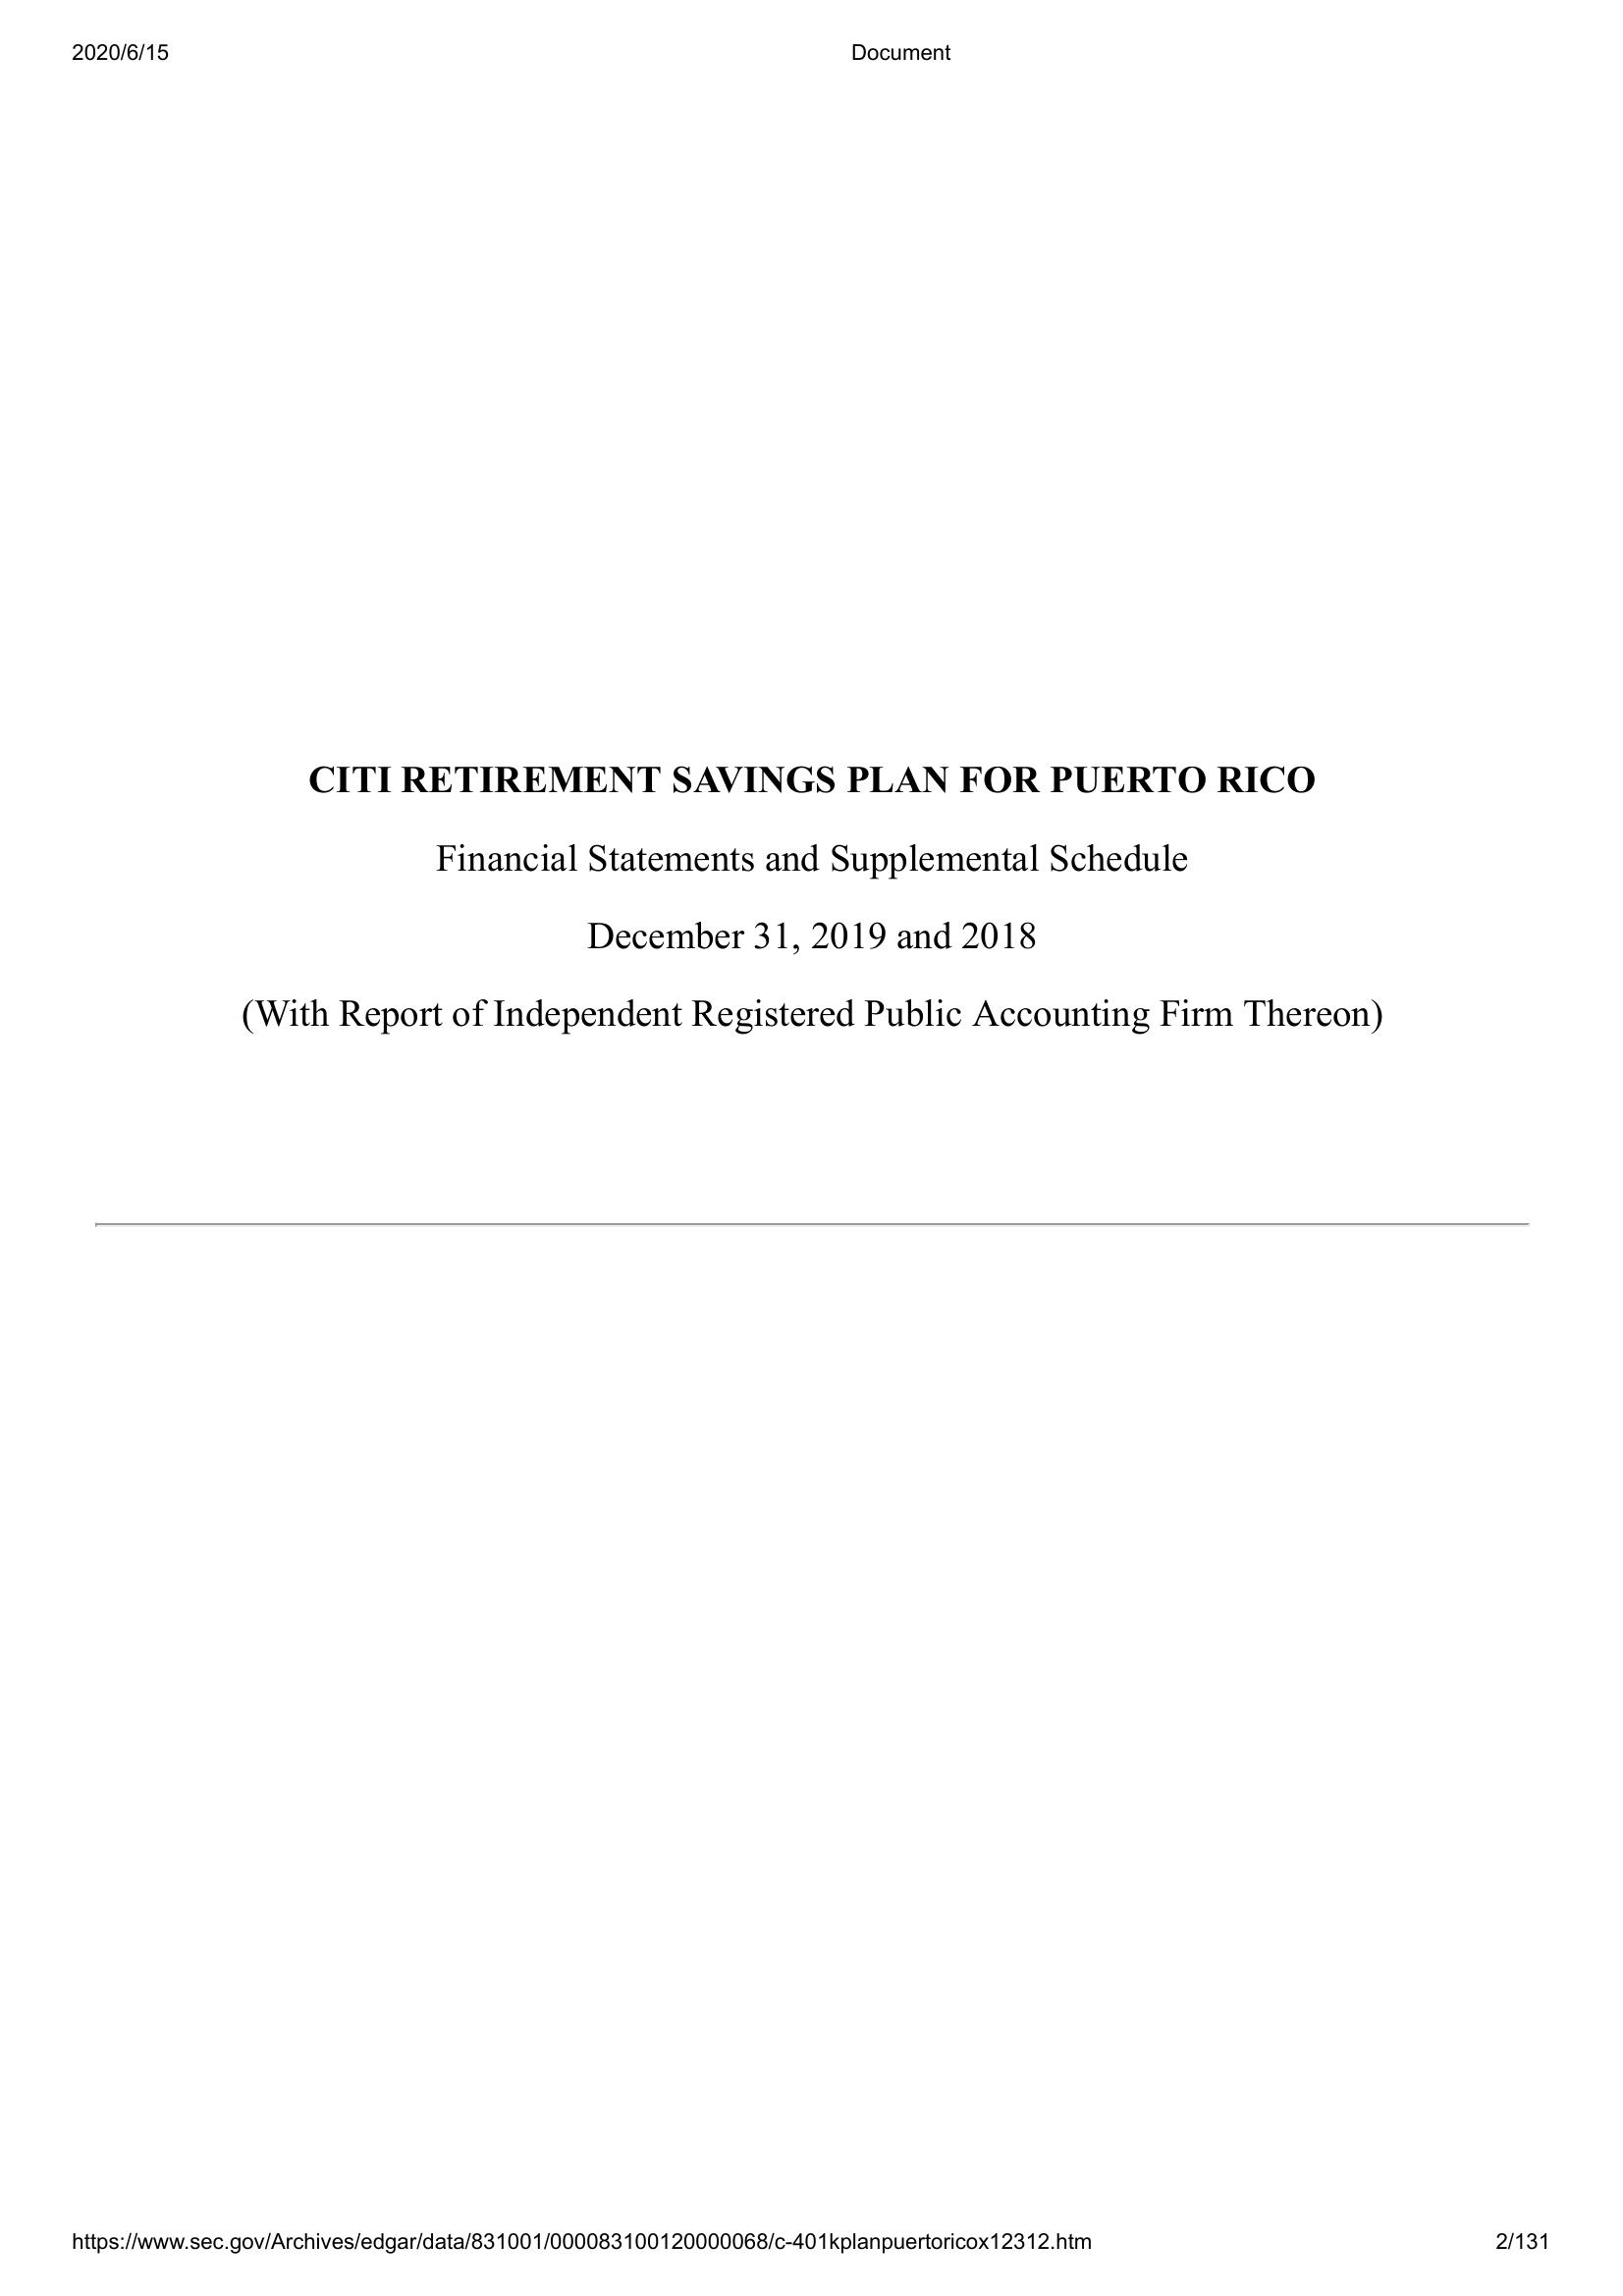 2020/6/15 Document
CITI RETIREMENT SAVINGS PLAN FOR PUERTO RICO
Financial Statements and Supplemental Schedule
December 31, 2019 and 2018
(With Report of Independent Registered Public Accounting Firm Thereon)
https://www.sec.gov/Archives/edgar/data/831001/000083100120000068/c-401kplanpuertoricox12312.htm 2/131